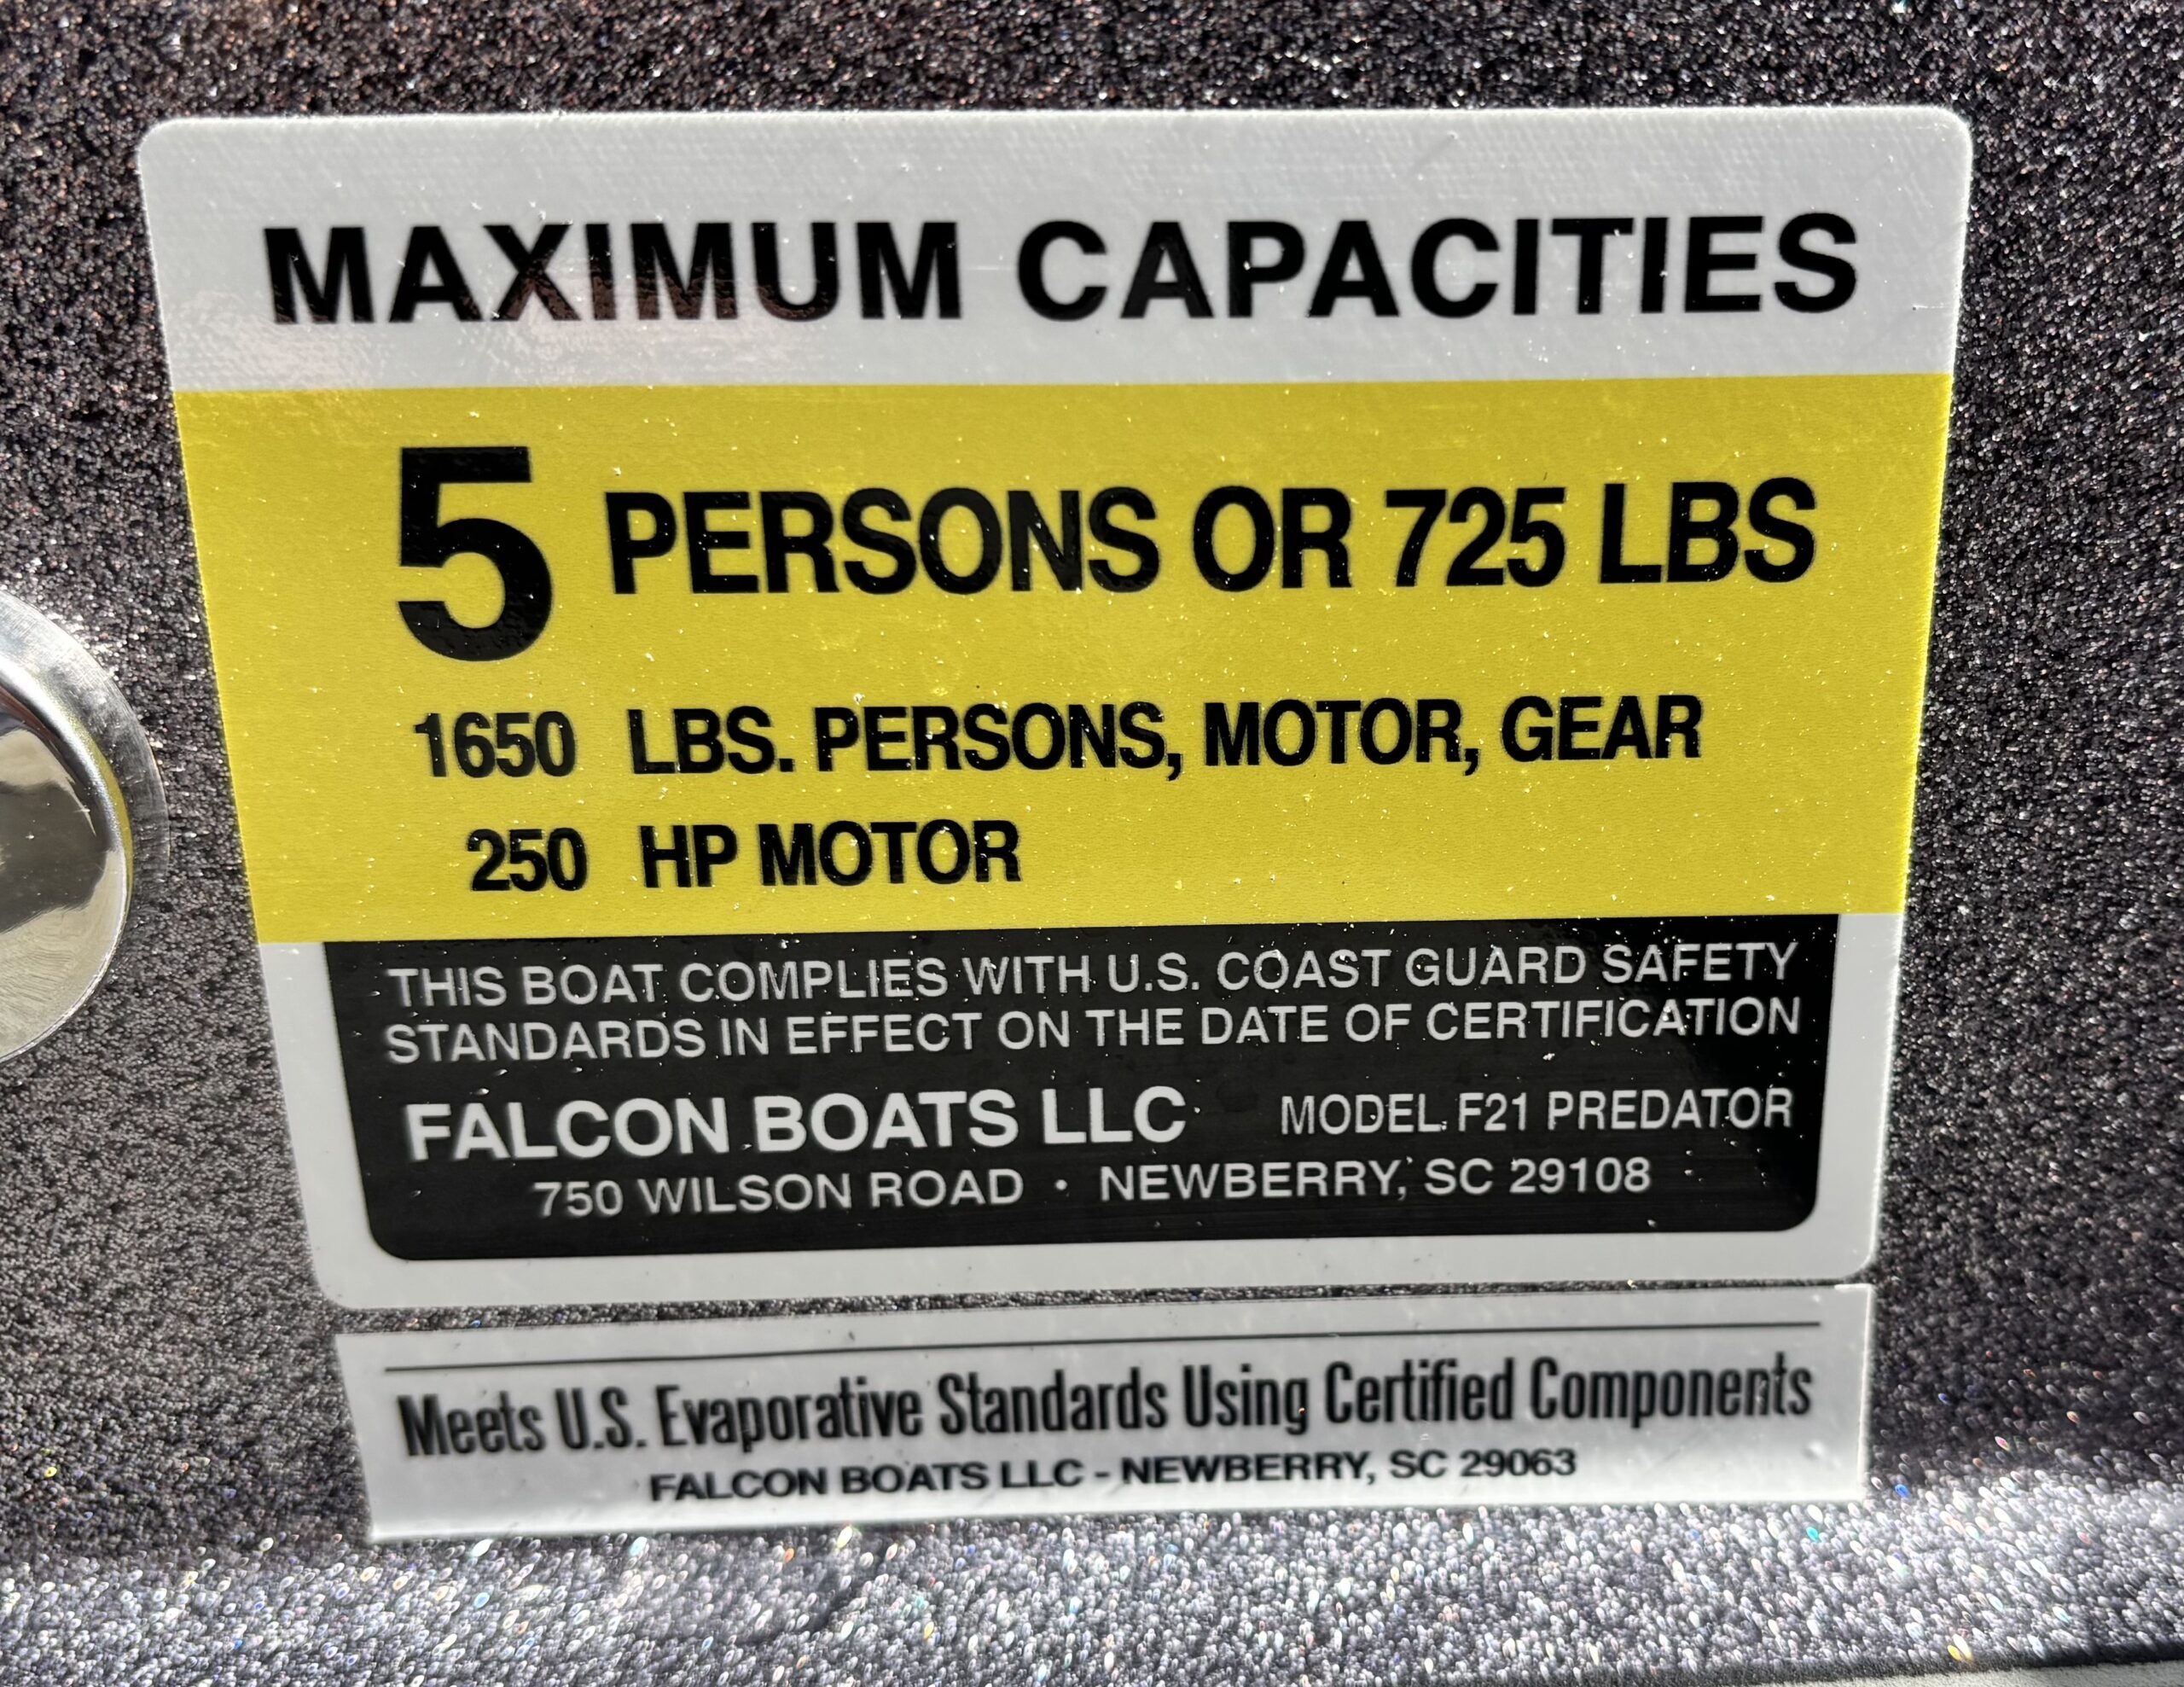 MAXIMUM CAPACITIES
5 PERSONS OR 725 LBS
1650 LBS. PERSONS, MOTOR, GEAR
250 HP MOTOR
THIS BOAT COMPLIES WITH U.S. COAST GUARD SAFETY
STANDARDS IN EFFECT ON THE DATE OF CERTIFICATION
FALCON BOATS LLC MODEL F21 PREDATOR
750 WILSON ROAD • NEWBERRY, SC 29108
Meets U.S. Evaporative Standards Using Certified Components
FALCON BOATS LLC - NEWBERRY, SC 29063